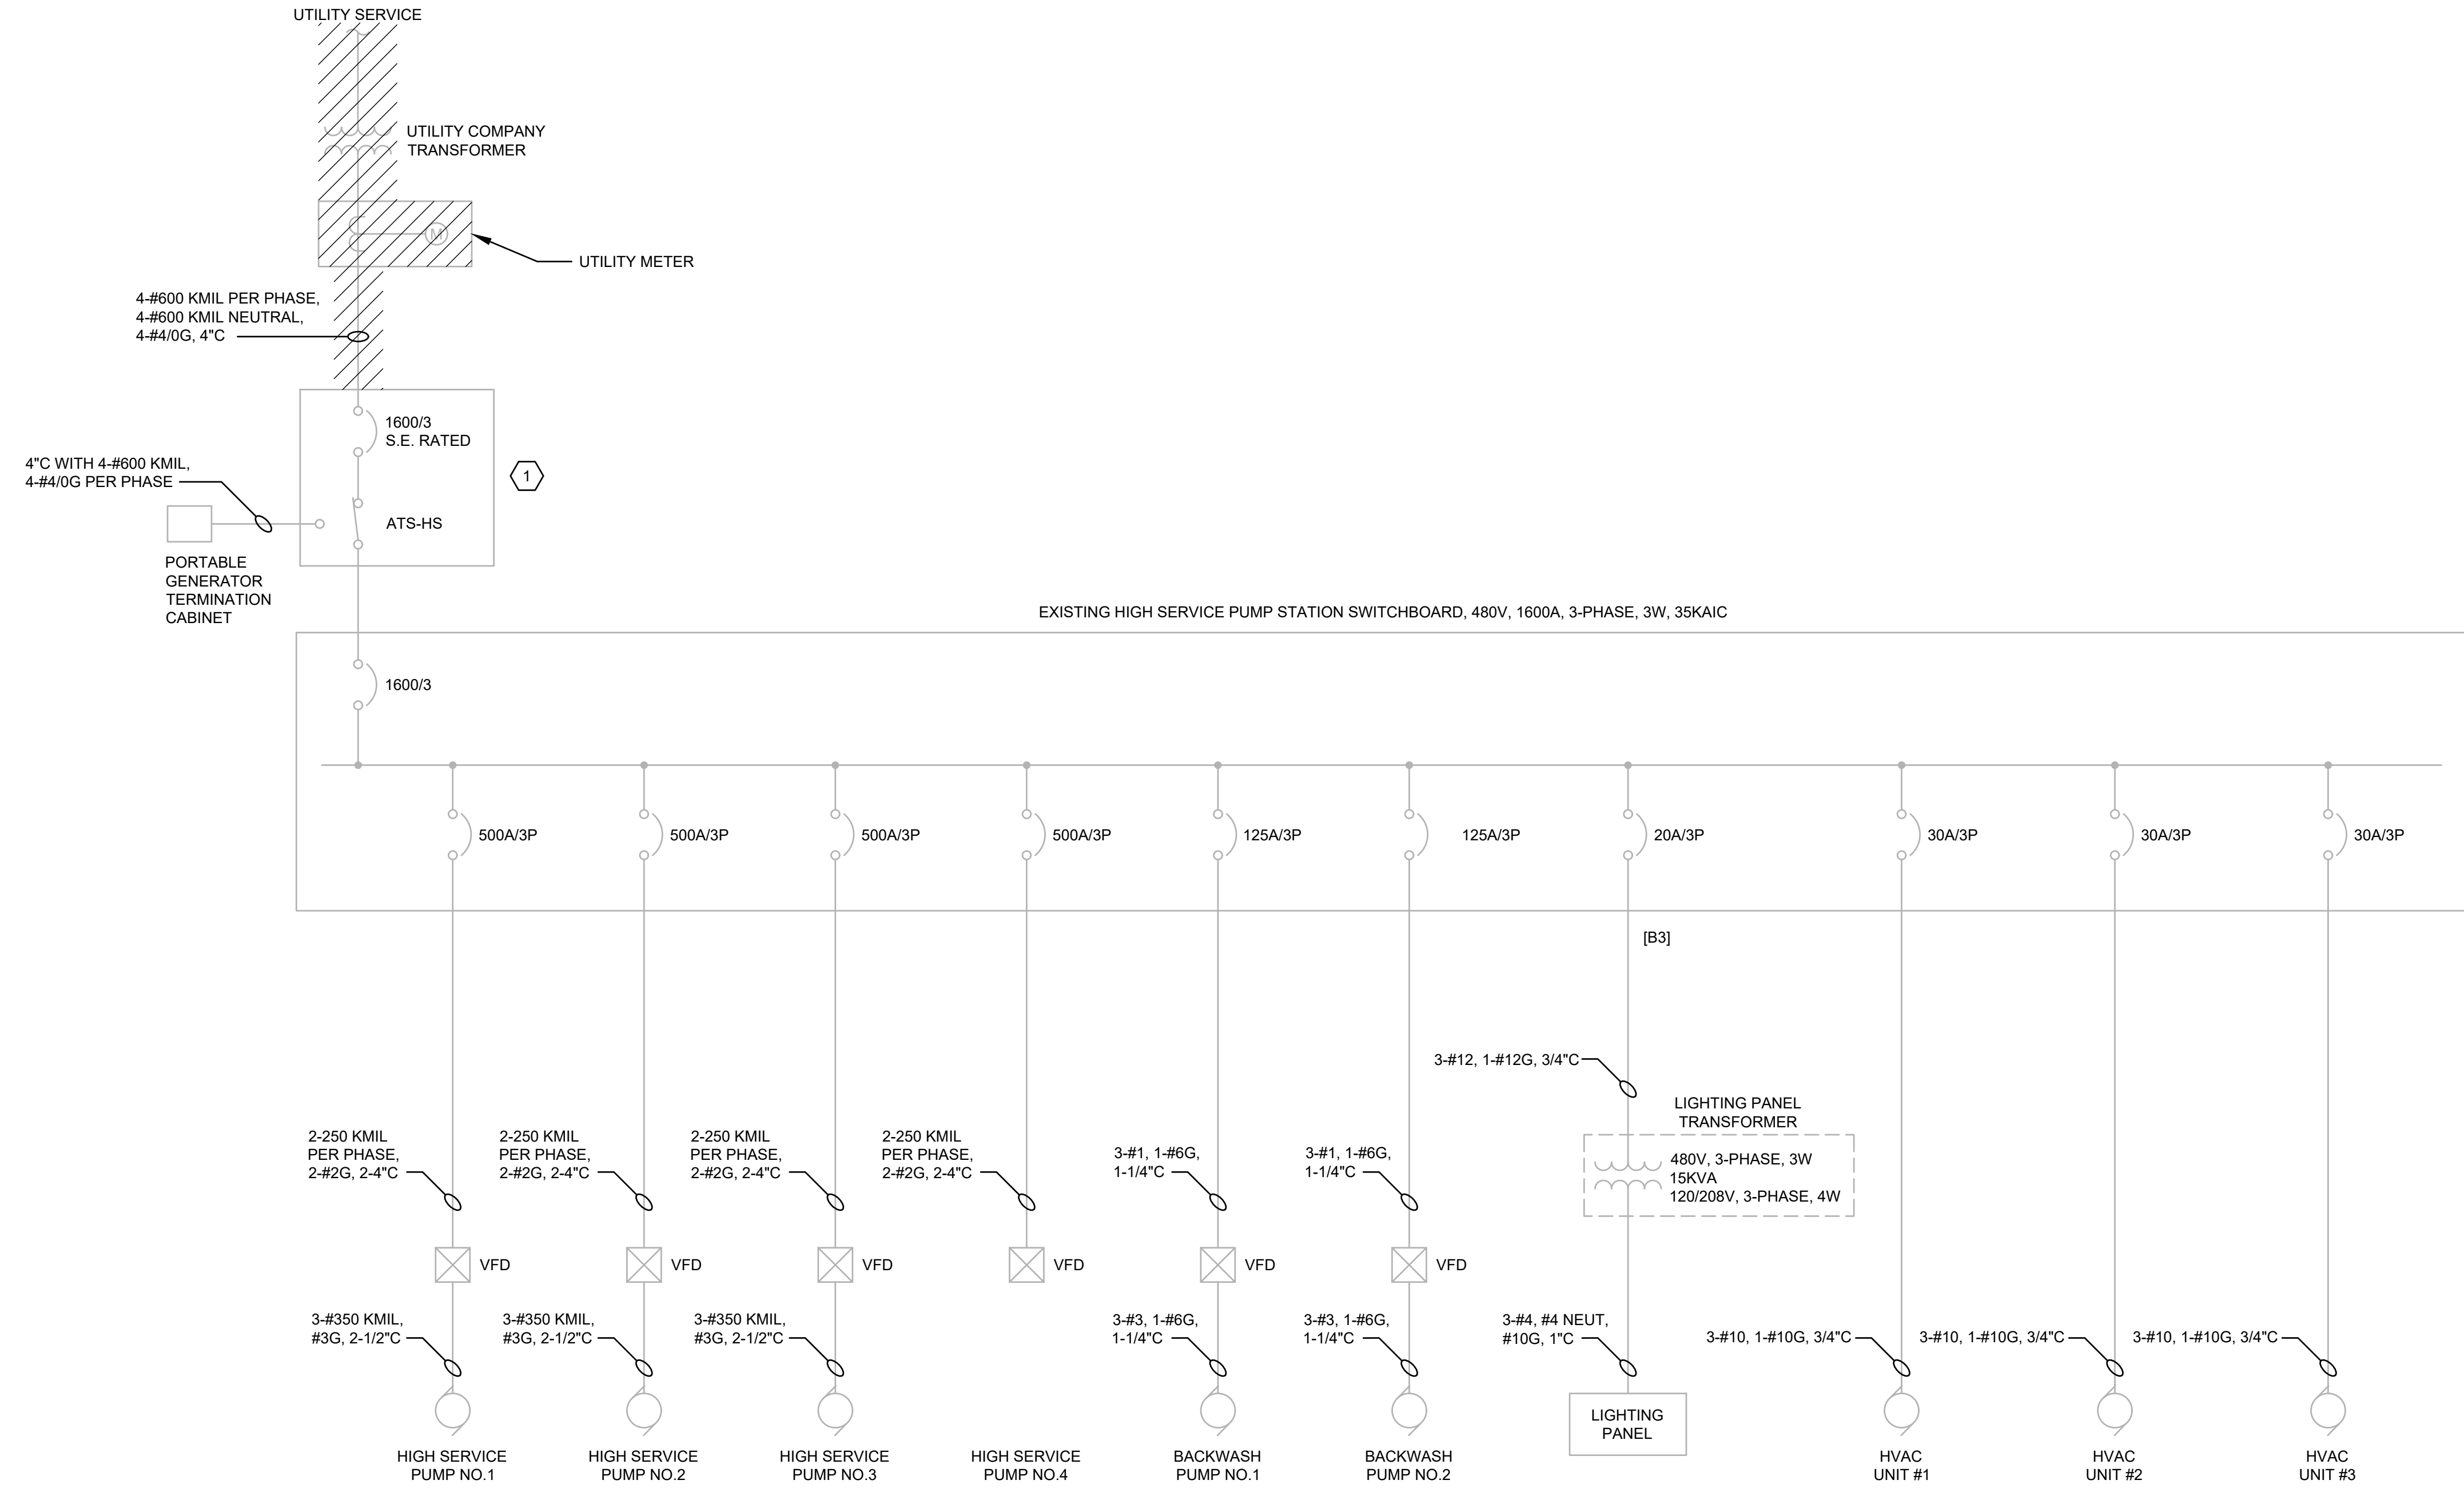 UTILITY SERVICE
UTILITY COMPANY
TRANSFORMER
M
UTILITY METER
4-#600 KMIL PER PHASE,
4-#600 KMIL NEUTRAL,
4-#4/0G, 4"C
1600/3
S.E. RATED
4"C WITH 4-#600 KMIL,
4-#4/0G PER PHASE
1
ATS-HS
PORTABLE
GENERATOR
TERMINATION
CABINET
EXISTING HIGH SERVICE PUMP STATION SWITCHBOARD, 480V, 1600A, 3-PHASE, 3W, 35KAIC
1600/3
500A/3P
500A/3P
500A/3P
500A/3P
125A/3P
125A/3P
20A/3P
30A/3P
30A/3P
30A/3P
[B3]
3-#12, 1-#12G, 3/4"C
LIGHTING PANEL
TRANSFORMER
480V, 3-PHASE, 3W
15KVA
120/208V, 3-PHASE, 4W
2-250 KMIL
PER PHASE,
2-#2G, 2-4"C
2-250 KMIL
PER PHASE,
2-#2G, 2-4"C
2-250 KMIL
PER PHASE,
2-#2G, 2-4"C
2-250 KMIL
PER PHASE,
2-#2G, 2-4"C
3-#1, 1-#6G,
1-1/4"C
3-#1, 1-#6G,
1-1/4"C
VFD
VFD
VFD
VFD
VFD
VFD
3-#350 KMIL,
#3G, 2-1/2"C
3-#350 KMIL,
#3G, 2-1/2"C
3-#350 KMIL,
#3G, 2-1/2"C
3-#3, 1-#6G,
1-1/4"C
3-#3, 1-#6G,
1-1/4"C
3-#4, #4 NEUT,
#10G, 1"C
3-#10, 1-#10G, 3/4"C
3-#10, 1-#10G, 3/4"C
3-#10, 1-#10G, 3/4"C
HIGH SERVICE
PUMP NO.1
HIGH SERVICE
PUMP NO.2
HIGH SERVICE
PUMP NO.3
HIGH SERVICE
PUMP NO.4
BACKWASH
PUMP NO.1
BACKWASH
PUMP NO.2
LIGHTING
PANEL
HVAC
UNIT #1
HVAC
UNIT #2
HVAC
UNIT #3